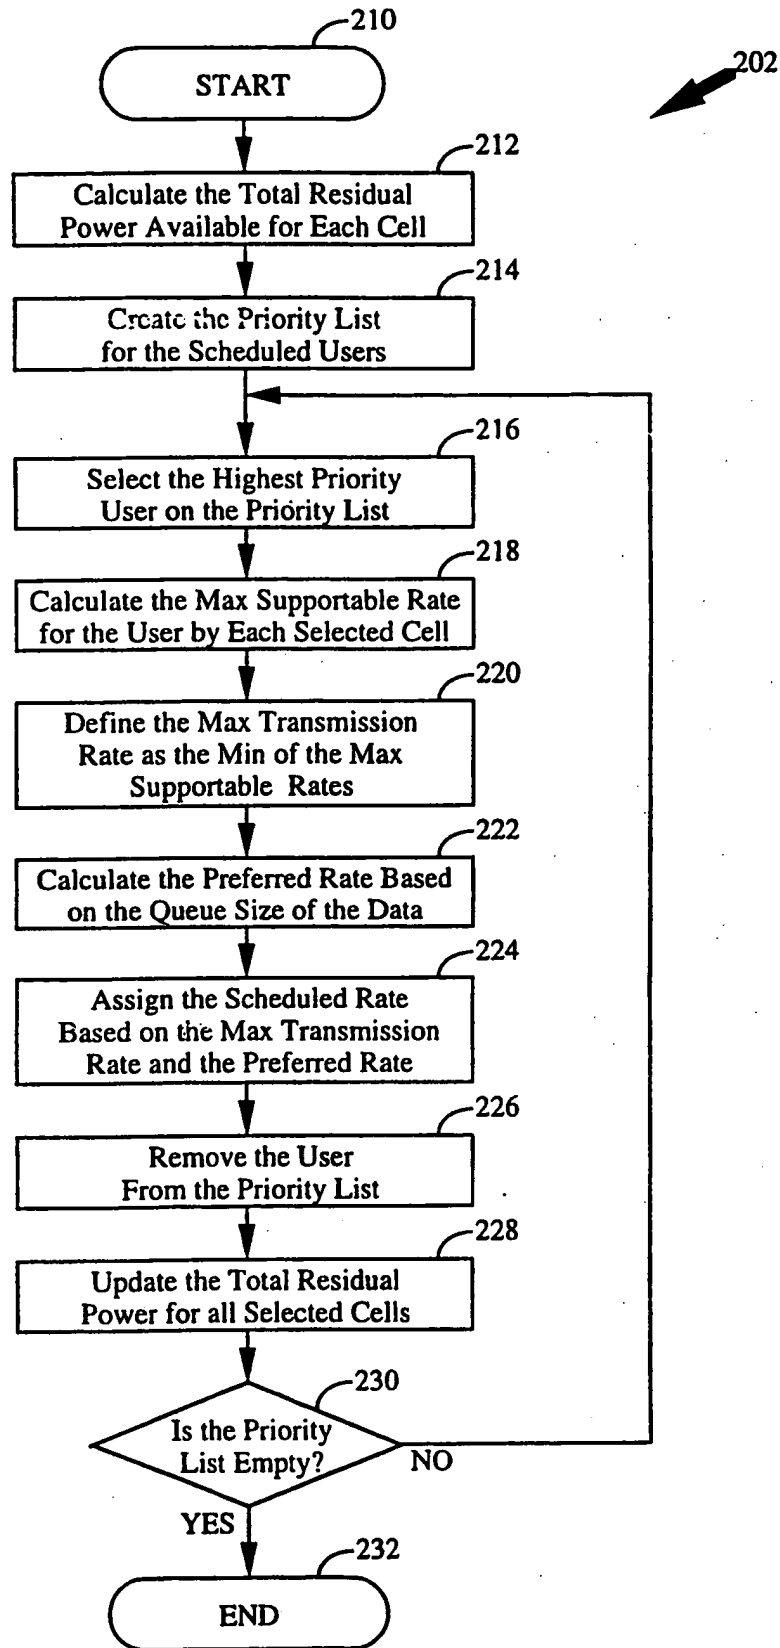 210
START
202
212
Calculate the Total Residual
Power Available for Each Cell
214
Create the Priority List
for the Scheduled Users
216
Select the Highest Priority
User on the Priority List
218
Calculate the Max Supportable Rate
for the User by Each Selected Cell
220
Define the Max Transmission
Rate as the Min of the Max
Supportable Rates
222
Calculate the Preferred Rate Based
on the Queue Size of the Data
224
Assign the Scheduled Rate
Based on the Max Transmission
Rate and the Preferred Rate
226
Remove the User
From the Priority List
228
Update the Total Residual
Power for all Selected Cells
230
Is the Priority
List Empty?
NO
YES
232
END